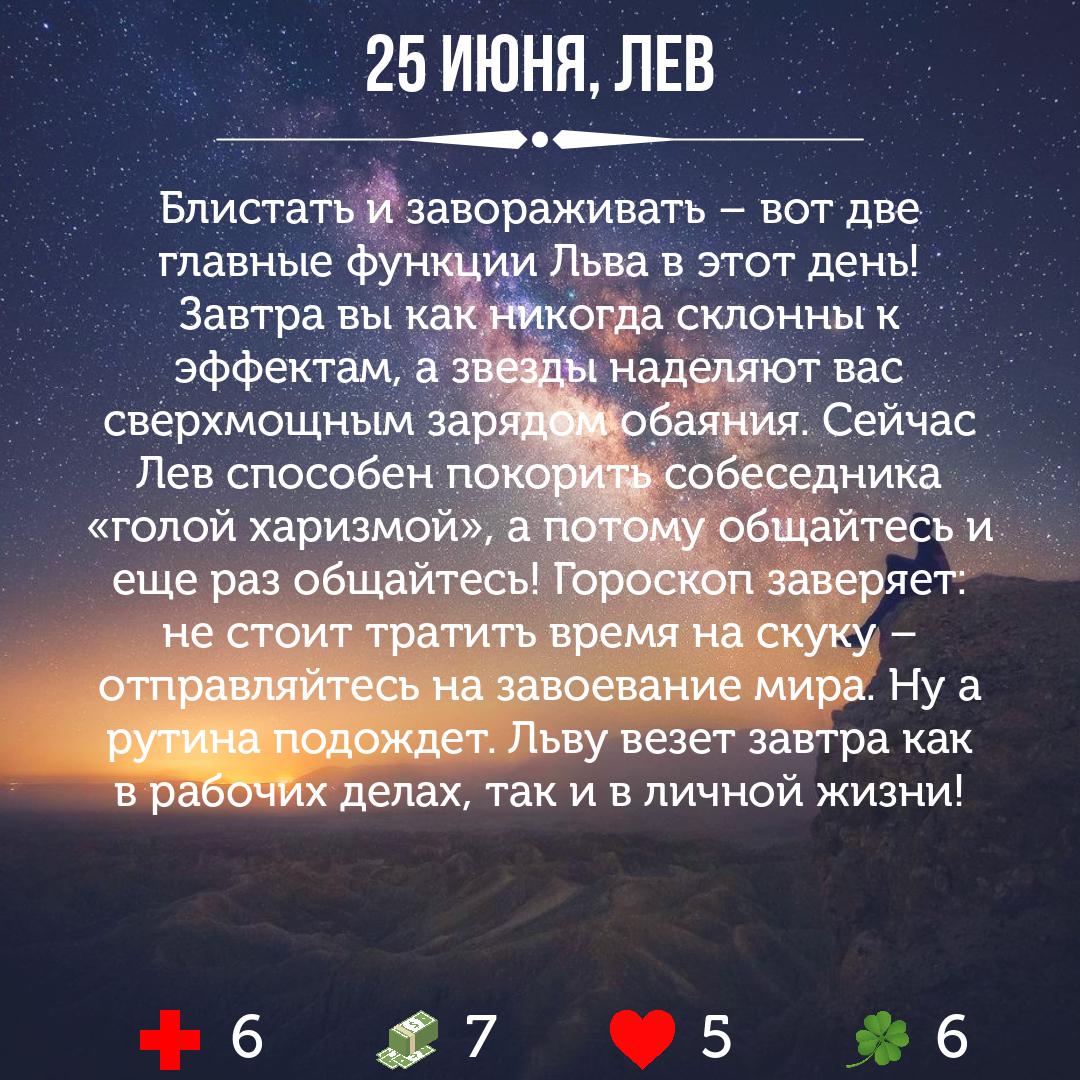 25 ИЮНЯ, ЛЕВ
Блистать и завораживать – вот две
главные функции Льва в этот день!
Завтра вы как никогда склонны к
эффектам, а звезды наделяют вас
сверхмощным зарядом обаяния. Сейчас
Лев способен покорить собеседника
«голой харизмой», а потому общайтесь и
еще раз общайтесь! Гороскоп заверяет:
не стоит тратить время на скуку –
отправляйтесь на завоевание мира. Ну а
рутина подождет. Льву везет завтра как
в рабочих делах, так и в личной жизни!
6 7 5 6